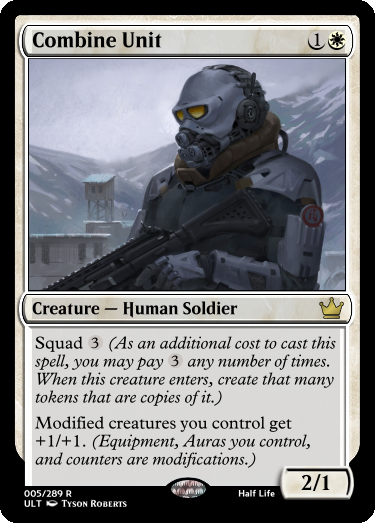 Combine Unit 1
Creature — Human Soldier
Squad 3 (As an additional cost to cast this
spell, you may pay 3 any number of times.
When this creature enters, create that many
tokens that are copies of it.)
Modified creatures you control get
+1/+1. (Equipment, Auras you control,
and counters are modifications.)
2/1
005/289 R
Half Life
ULT Tyson Roberts